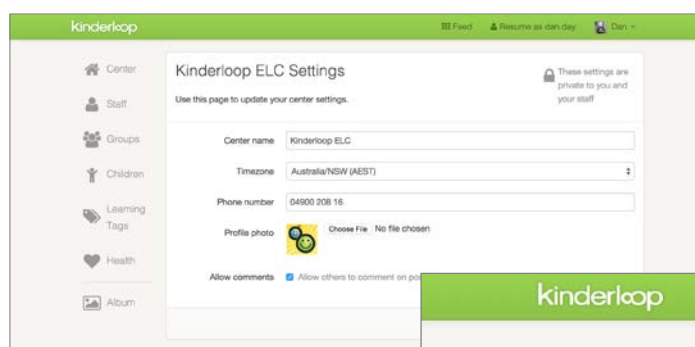 kinderloop
Feed
Resume as dan.day
Dan
Center
Staff
Groups
Children
Learning
Tags
Health
Album
Kinderloop ELC Settings
Use this page to update your center settings.
These settings are
private to you and
your staff
Center name
Kinderloop ELC
Timezone
Australia/NSW (AEST)
Phone number
04900 208 16
Profile photo
Choose File No file chosen
Allow comments
Allow others to comment on po
kinderloop